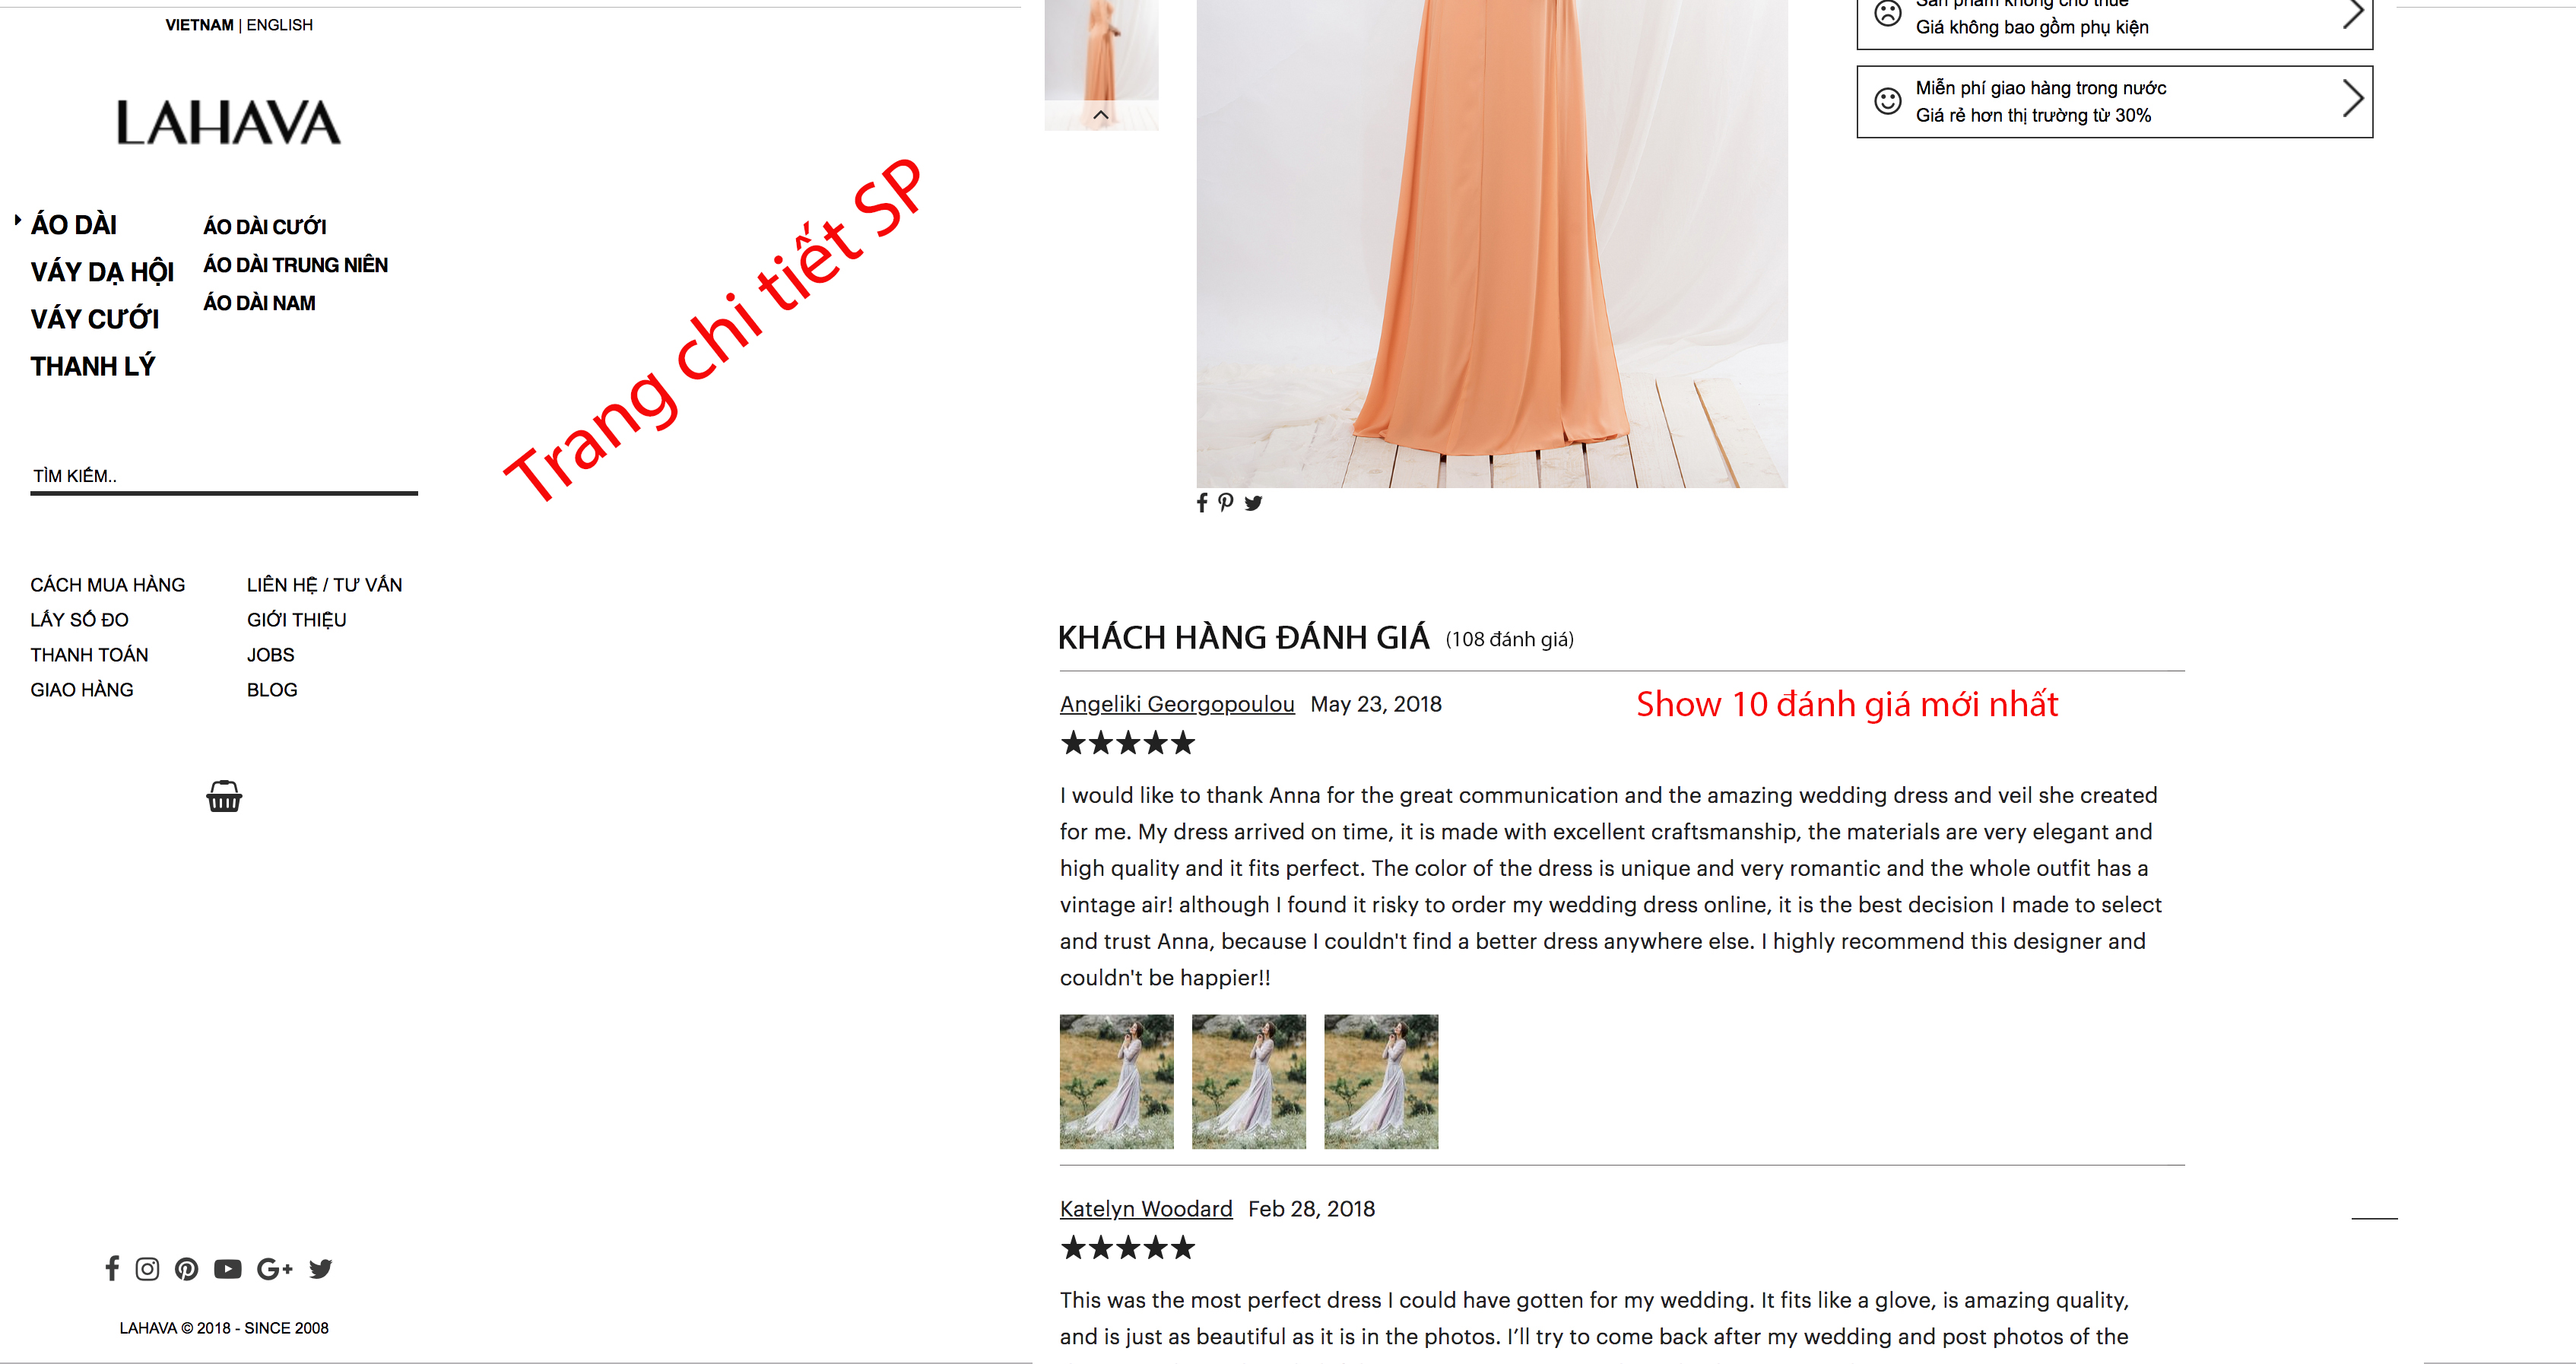 VIETNAM | ENGLISH
LAHAVA
ÁO DÀI
VÁY DẠ HỘI
VÁY CƯỚI
THANH LÝ
ÁO DÀI CƯỚI
ÁO DÀI TRUNG NIÊN
ÁO DÀI NAM
TÌM KIẾM..
CÁCH MUA HÀNG
LẤY SỐ ĐO
THANH TOÁN
GIAO HÀNG
LIÊN HỆ / TƯ VẤN
GIỚI THIỆU
JOBS
BLOG
LAHAVA © 2018 - SINCE 2008
Trang chi tiết SP
Sản phẩm không cho thuê
Giá không bao gồm phụ kiện
Miễn phí giao hàng trong nước
Giá rẻ hơn thị trường từ 30%
KHÁCH HÀNG ĐÁNH GIÁ (108 đánh giá)
Angeliki Georgopoulou May 23, 2018
Show 10 đánh giá mới nhất
I would like to thank Anna for the great communication and the amazing wedding dress and veil she created
for me. My dress arrived on time, it is made with excellent craftsmanship, the materials are very elegant and
high quality and it fits perfect. The color of the dress is unique and very romantic and the whole outfit has a
vintage air! although I found it risky to order my wedding dress online, it is the best decision I made to select
and trust Anna, because I couldn't find a better dress anywhere else. I highly recommend this designer and
couldn't be happier!!
Katelyn Woodard Feb 28, 2018
This was the most perfect dress I could have gotten for my wedding. It fits like a glove, is amazing quality,
and is just as beautiful as it is in the photos. I’ll try to come back after my wedding and post photos of the